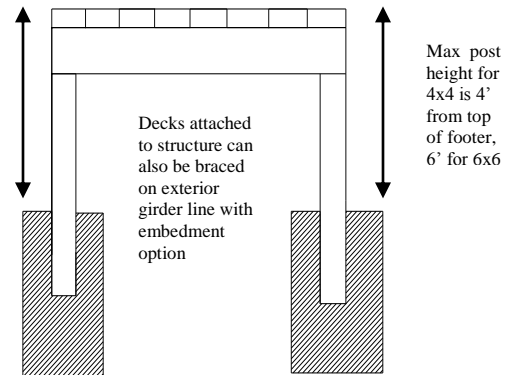 Decks attached
to structure can
also be braced
on exterior
girder line with
embedment
option
Max post
height for
4x4 is 4’
from top
of footer,
6’ for 6x6